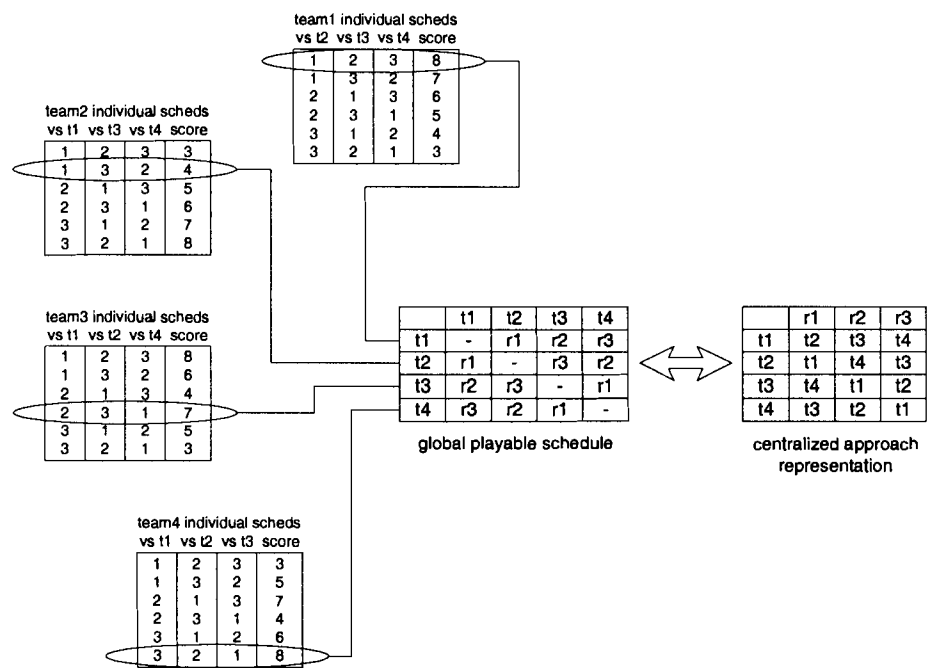 team1 individual scheds
vs t2 vs t3 vs t4 score
1 2 3 8
1 3 2 7
2 1 3 6
2 3 1 5
3 1 2 4
3 2 1 3
team2 individual scheds
vs t1 vs t3 vs t4 score
1 2 3 3
1 3 2 4
2 1 3 5
2 3 1 6
3 1 2 7
3 2 1 8
team3 individual scheds
vs t1 vs t2 vs t4 score
1 2 3 8
1 3 2 6
2 1 3 4
2 3 1 7
3 1 2 5
3 2 1 3
t1 t2 t3 t4
t1 - r1 r2 r3
t2 r1 - r3 r2
t3 r2 r3 - r1
t4 r3 r2 r1 -
global playable schedule
r1 r2 r3
t1 t2 t3 t4
t2 t1 t4 t3
t3 t4 t1 t2
t4 t3 t2 t1
centralized approach
representation
team4 individual scheds
vs t1 vs t2 vs t3 score
1 2 3 3
1 3 2 5
2 1 3 7
2 3 1 4
3 1 2 6
3 2 1 8